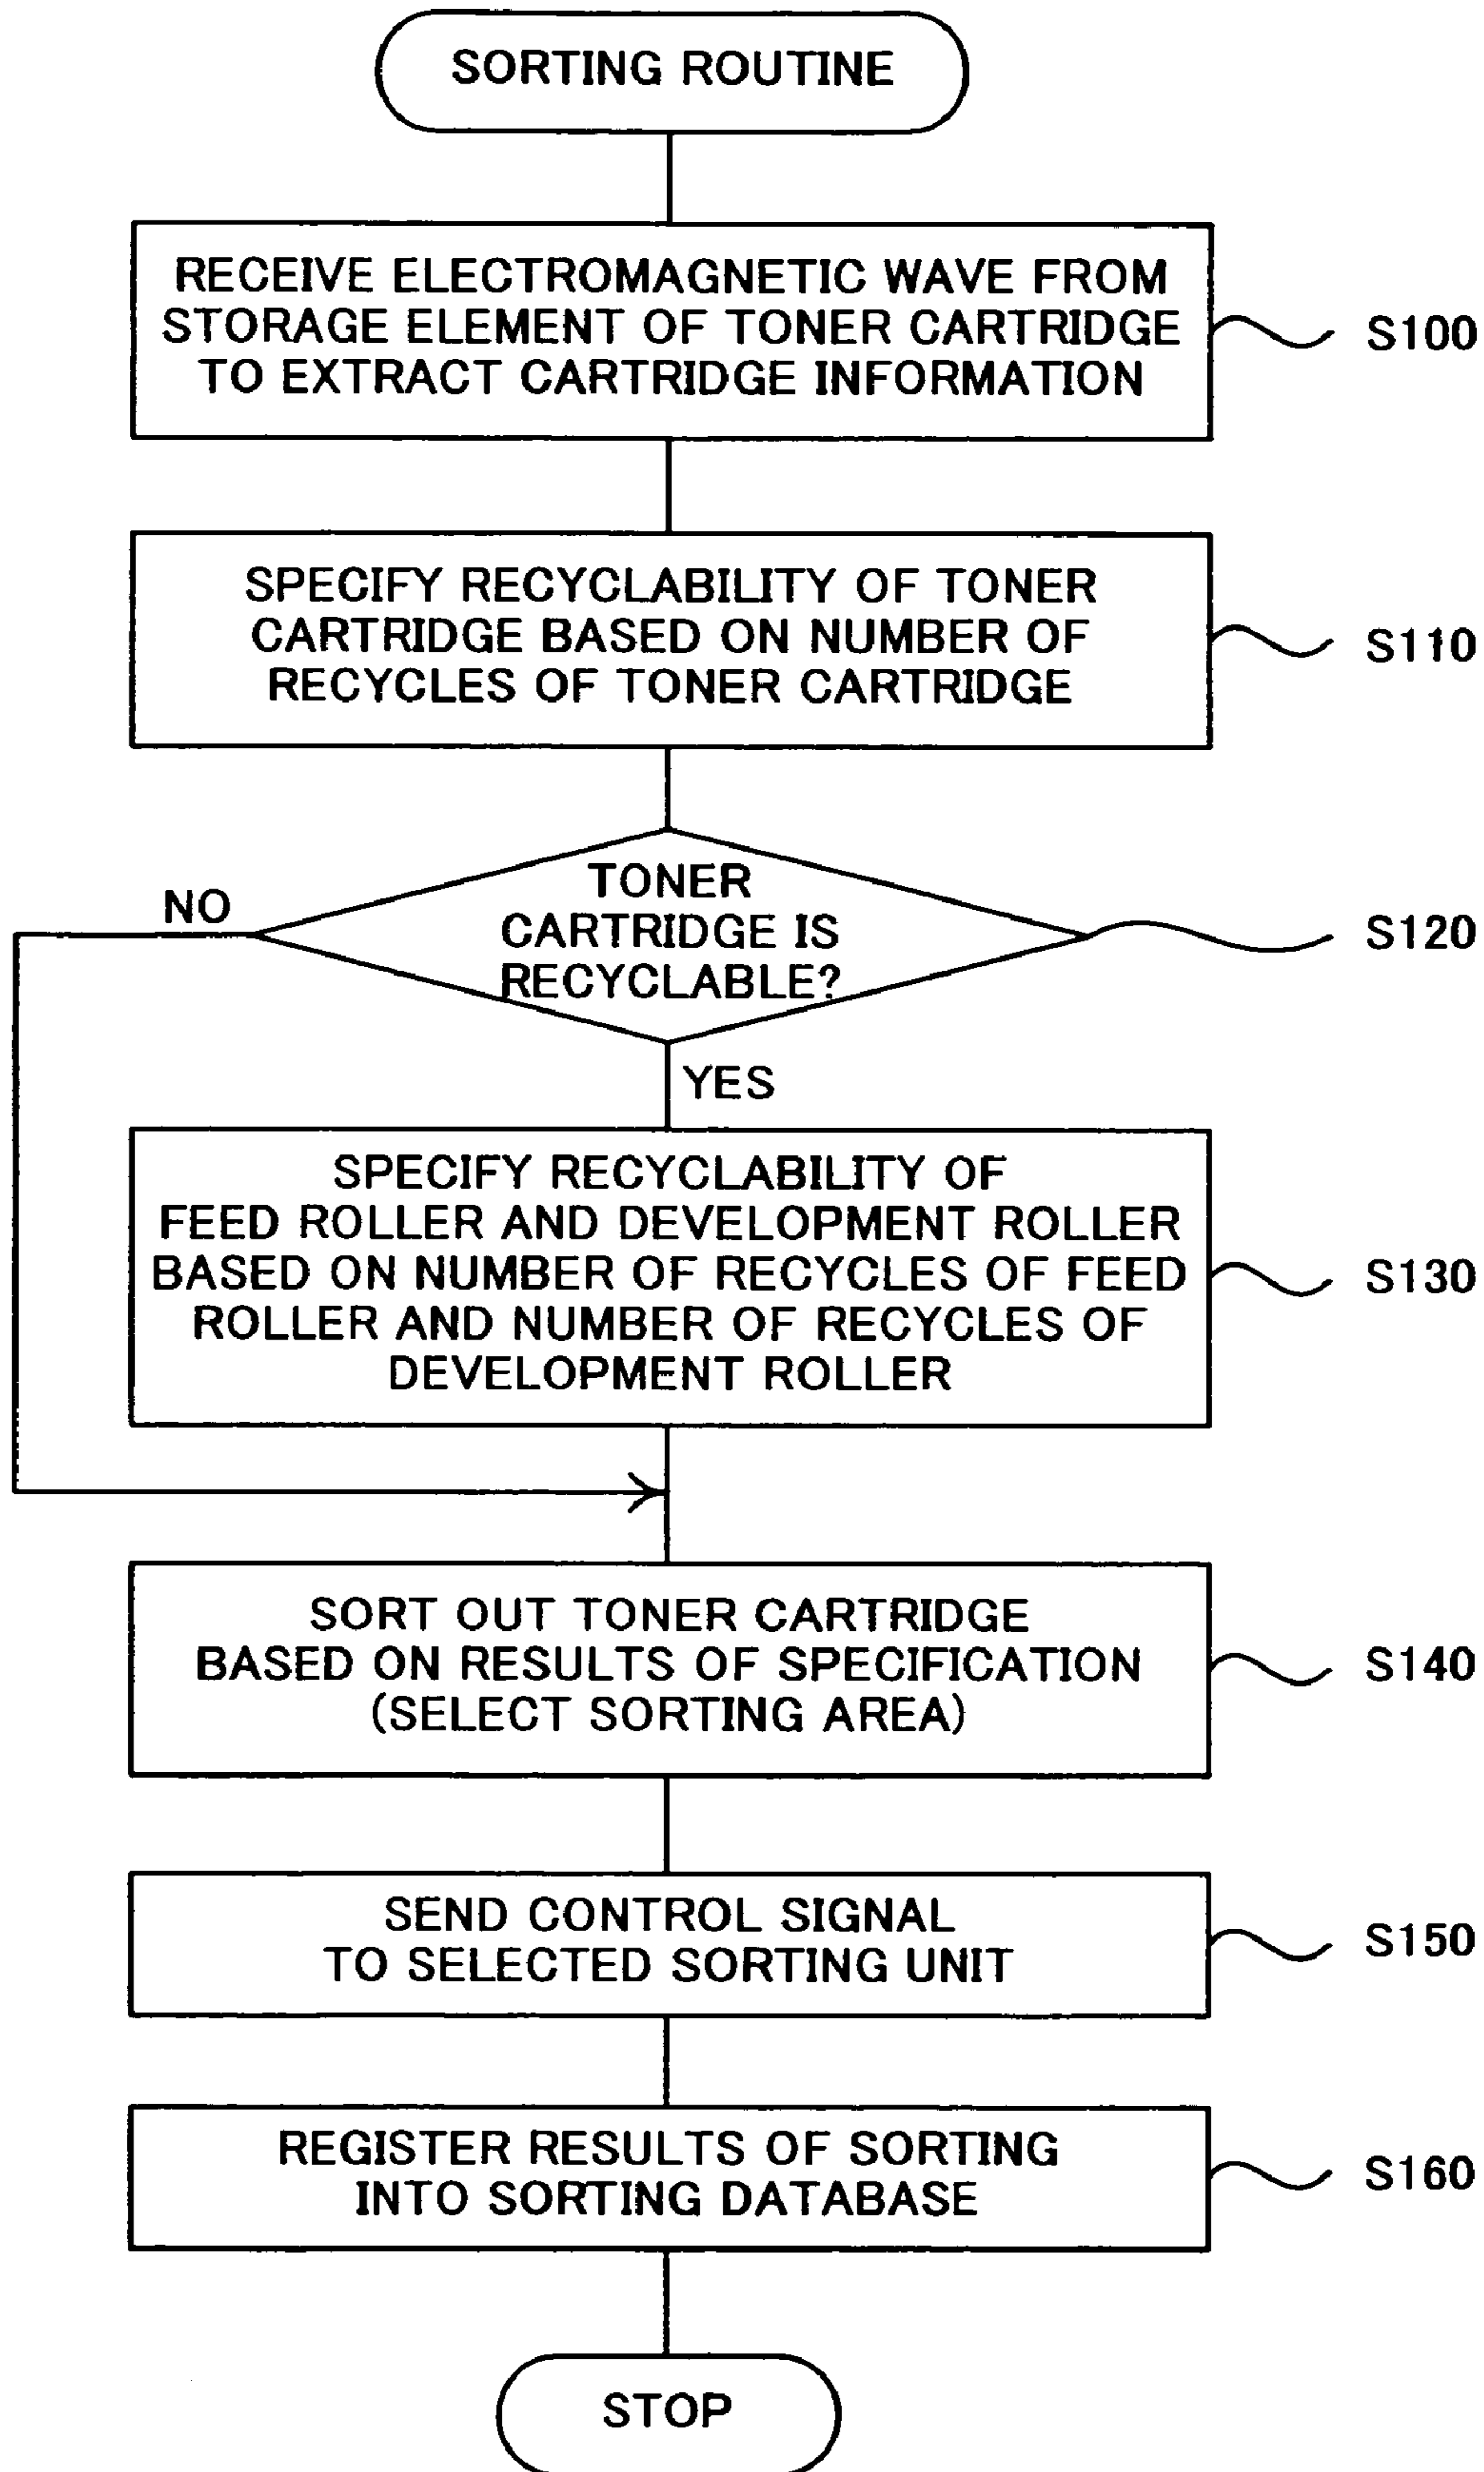 SORTING ROUTINE
RECEIVE ELECTROMAGNETIC WAVE FROM
STORAGE ELEMENT OF TONER CARTRIDGE
TO EXTRACT CARTRIDGE INFORMATION
S100
SPECIFY RECYCLABILITY OF TONER
CARTRIDGE BASED ON NUMBER OF
RECYCLES OF TONER CARTRIDGE
S110
NO
TONER
CARTRIDGE IS
RECYCLABLE?
S120
YES
SPECIFY RECYCLABILITY OF
FEED ROLLER AND DEVELOPMENT ROLLER
BASED ON NUMBER OF RECYCLES OF FEED
ROLLER AND NUMBER OF RECYCLES OF
DEVELOPMENT ROLLER
S130
SORT OUT TONER CARTRIDGE
BASED ON RESULTS OF SPECIFICATION
(SELECT SORTING AREA)
S140
SEND CONTROL SIGNAL
TO SELECTED SORTING UNIT
S150
REGISTER RESULTS OF SORTING
INTO SORTING DATABASE
S160
STOP